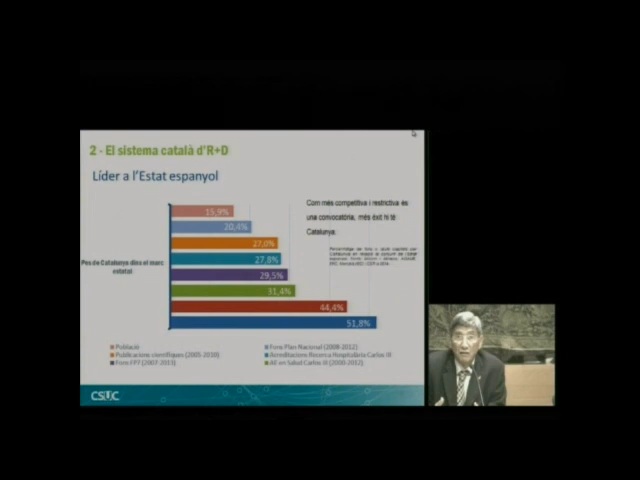 2 - El sistema català d'R+D
Líder a l'Estat espanyol
15,9%
20,4%
27,0%
27,8%
29,5%
31,4%
44,4%
51,8%
Pes de Catalunya dins el marc
estatal
Com més competitiva i restrictiva és
una convocatòria, més èxit hi té
Catalunya.
Població
Fons Plan Nacional (2008-2012)
Publicacions científiques (2005-2010)
Acreditacions Recerca Hospitalària Carlos III
Fons FP7 (2007-2013)
AE en Salud Carlos III (2008-2012)
CSUC